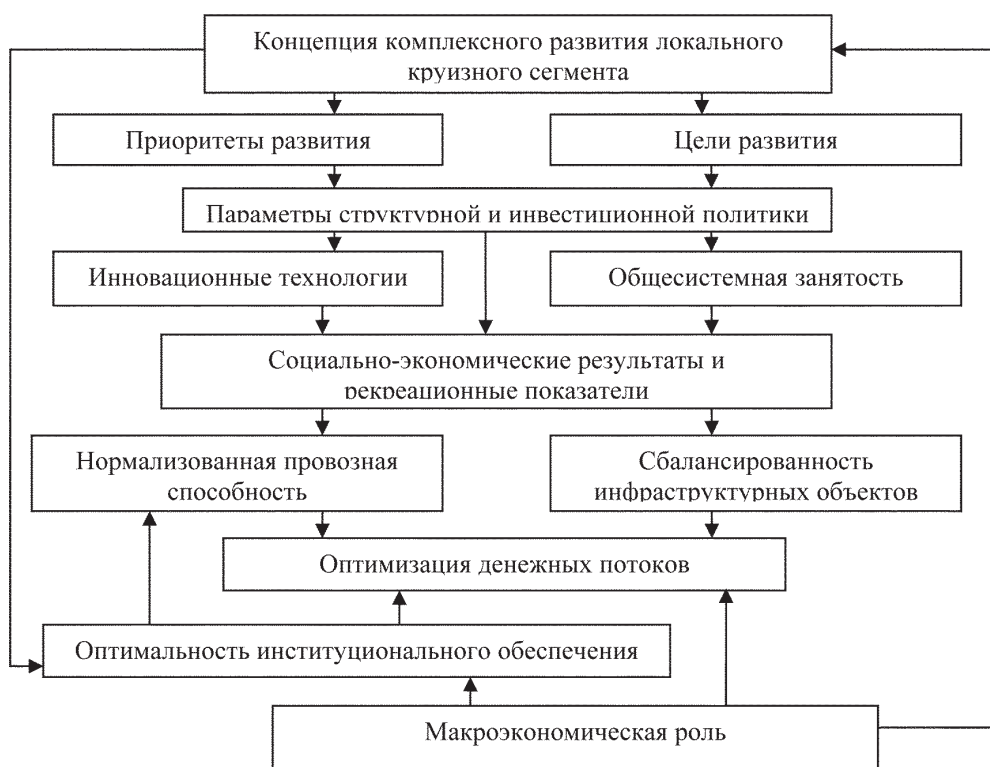 Концепция комплексного развития локального
круизного сегмента
Приоритеты развития
Цели развития
Параметры структурной и инвестиционной политики
Инновационные технологии
Общесистемная занятость
Социально-экономические результаты и
рекреационные показатели
Нормализованная провозная
способность
Сбалансированность
инфраструктурных объектов
Оптимизация денежных потоков
Оптимальность институционального обеспечения
Макроэкономическая роль